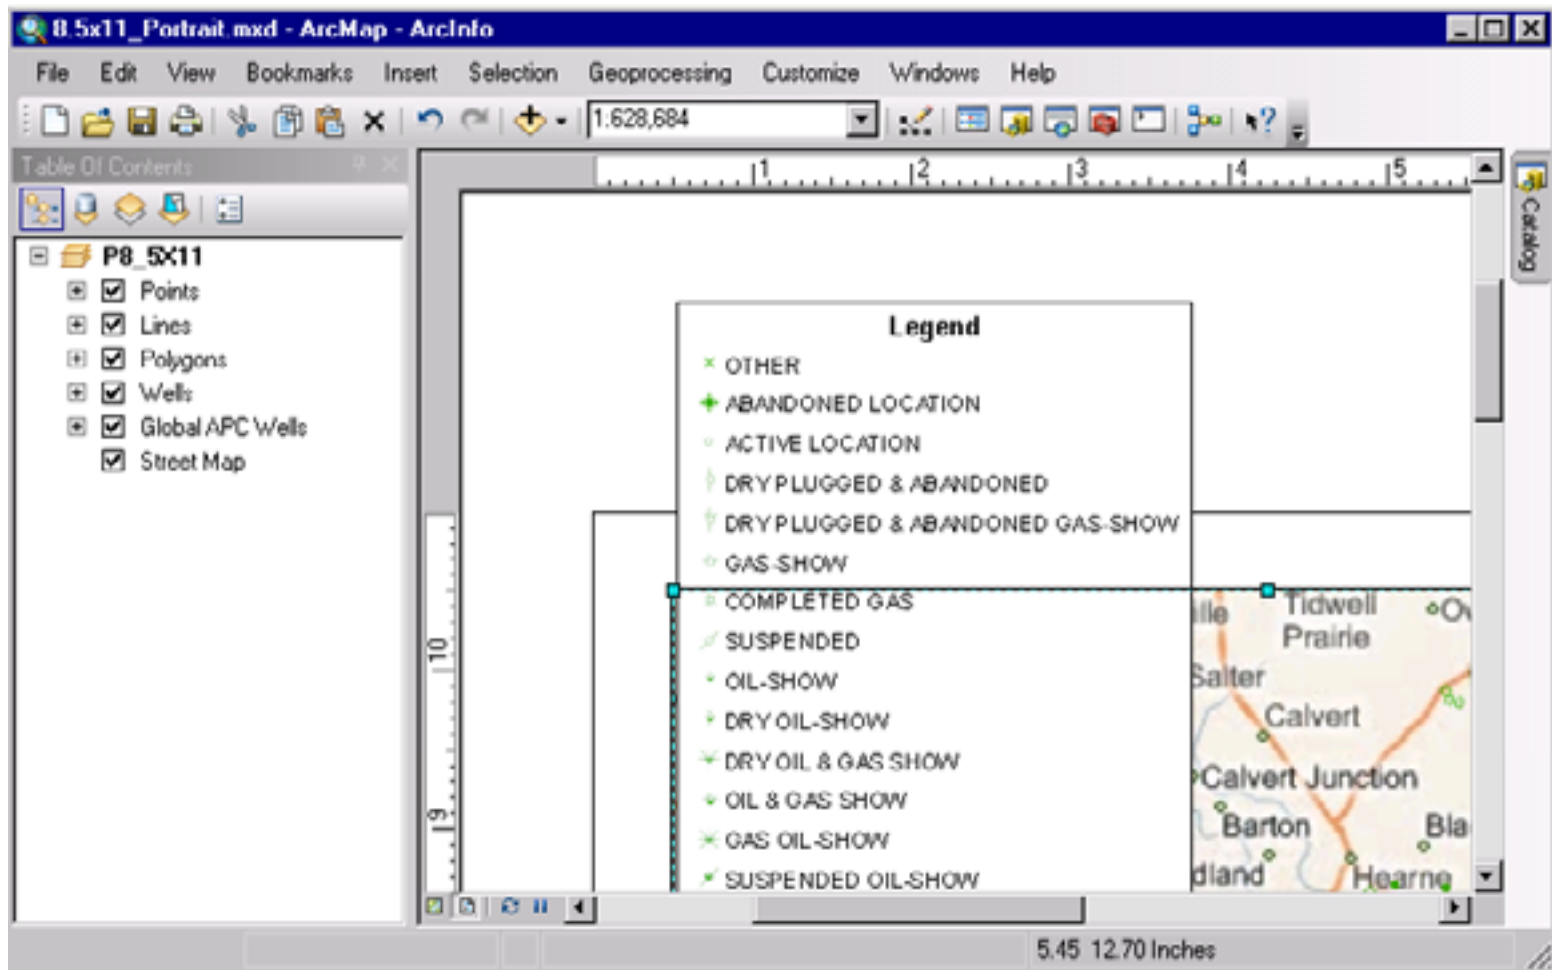 8.5x11_Portrait.mxd - ArcMap - ArcInfo
File Edit View Bookmarks Insert Selection Geoprocessing Customize Windows Help
1:628,684
Table Of Contents
1 2 3 4 5
Catalog
P8_5X11
Points
Lines
Polygons
Wells
Global APC Wells
Street Map
10
9
Legend
OTHER
ABANDONED LOCATION
ACTIVE LOCATION
DRY PLUGGED & ABANDONED
DRY PLUGGED & ABANDONED GAS-SHOW
GAS-SHOW
COMPLETED GAS
SUSPENDED
OIL-SHOW
DRY OIL-SHOW
DRY OIL & GAS SHOW
OIL & GAS SHOW
GAS OIL-SHOW
SUSPENDED OIL-SHOW
Tidwell
Prairie
Salter
Calvert
Calvert Junction
Barton
Bla
dland
Hearne
5.45 12.70 Inches